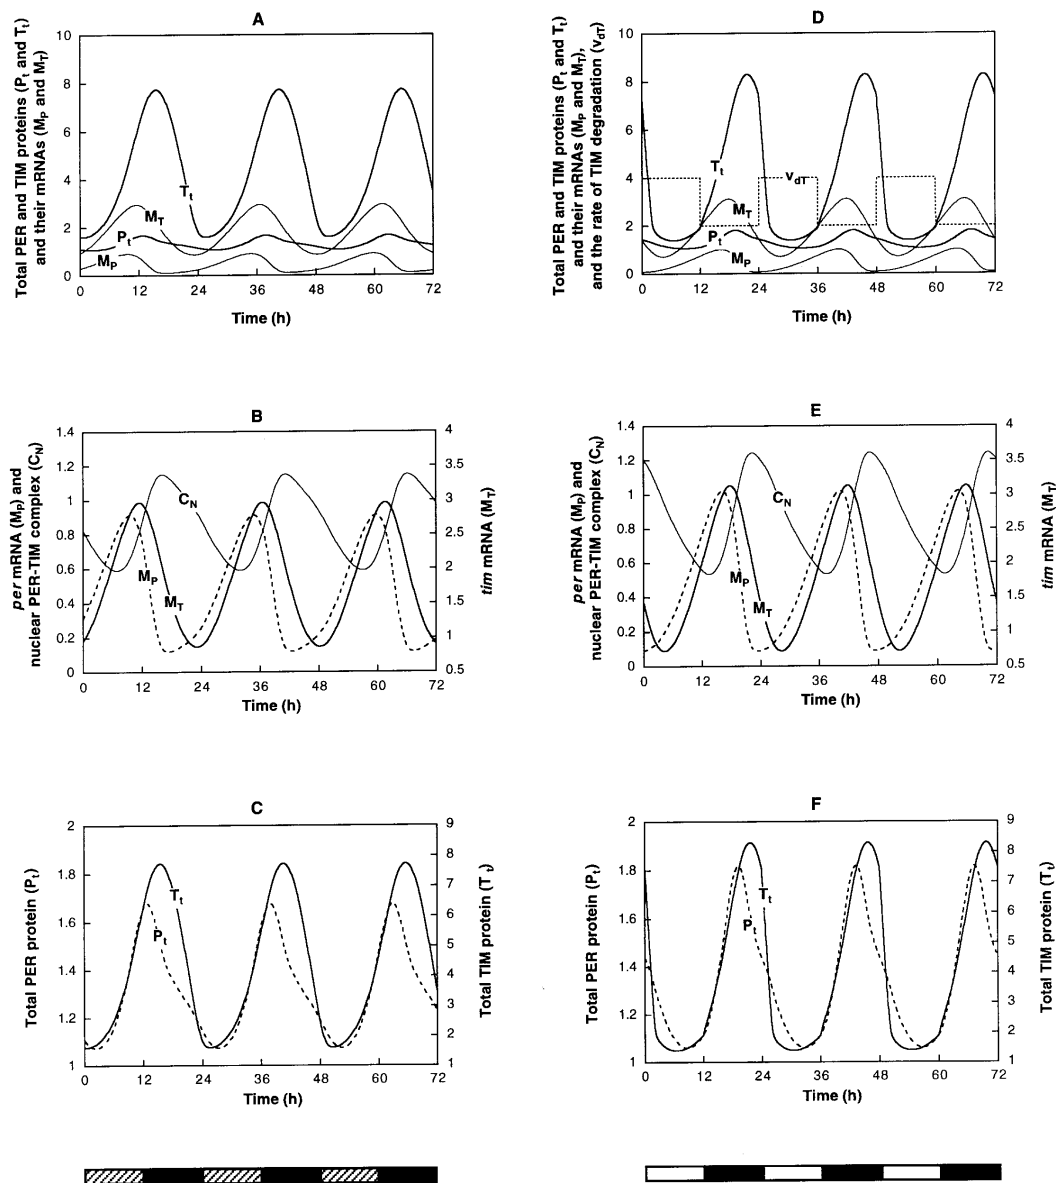 A
Total PER and TIM proteins (Pt and Tt)
and their mRNAs (MP and MT)
10
8
6
4
2
0
Tt
MT
Pt
MP
0 12 24 36 48 60 72
Time (h)
D
Total PER and TIM proteins (Pt and Tt)
and their mRNAs (MP and MT),
and the rate of TIM degradation (vdT)
10
8
6
4
2
0
Tt
vdT
MT
Pt
MP
0 12 24 36 48 60 72
Time (h)
B
per mRNA (MP) and
nuclear PER-TIM complex (CN)
1.4
1.2
1
0.8
0.6
0.4
0.2
0
CN
MP
MT
4
3.5
3
2.5
2
1.5
1
0.5
tim mRNA (MT)
0 12 24 36 48 60 72
Time (h)
E
per mRNA (MP) and
nuclear PER-TIM complex (CN)
1.4
1.2
1
0.8
0.6
0.4
0.2
0
CN
MP
MT
4
3.5
3
2.5
2
1.5
1
0.5
tim mRNA (MT)
0 12 24 36 48 60 72
Time (h)
C
Total PER protein (Pt)
2
1.8
1.6
1.4
1.2
1
Tt
Pt
9
8
7
6
5
4
3
2
1
Total TIM protein (Tt)
0 12 24 36 48 60 72
Time (h)
F
Total PER protein (Pt)
2
1.8
1.6
1.4
1.2
1
Tt
Pt
9
8
7
6
5
4
3
2
1
Total TIM protein (Tt)
0 12 24 36 48 60 72
Time (h)